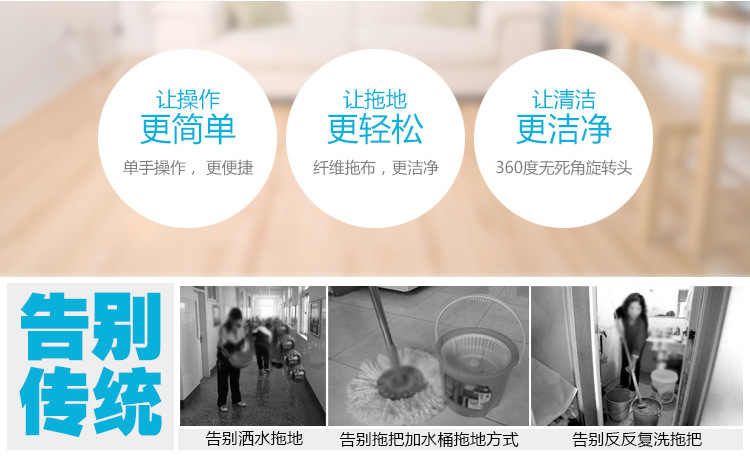 让操作
更简单
单手操作，更便捷
让拖地
更轻松
纤维拖布，更洁净
让清洁
更洁净
360度无死角旋转头
告别
传统
告别洒水拖地
告别拖把加水桶拖地方式
告别反反复洗拖把